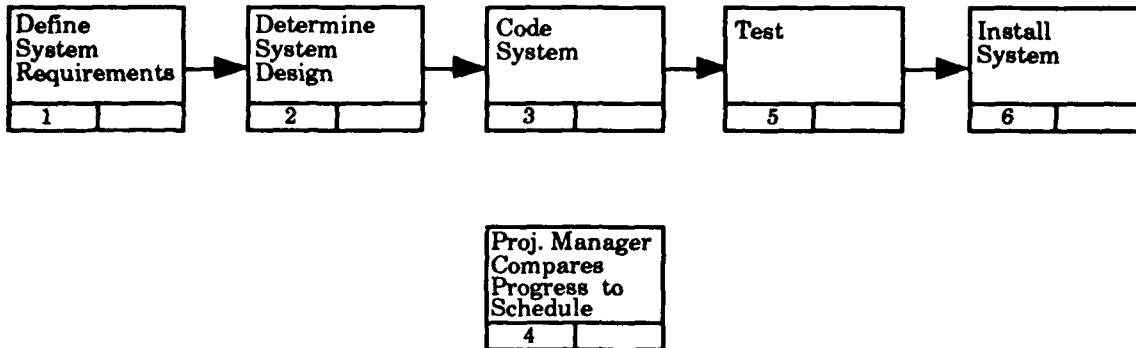 Define
System
Requirements
1
Determine
System
Design
2
Code
System
3
Test
5
Install
System
6
Proj. Manager
Compares
Progress to
Schedule
4